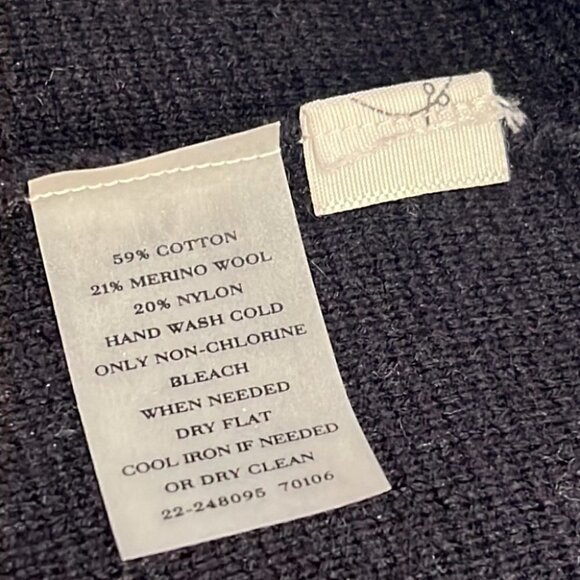 59% COTTON
21% MERINO WOOL
20% NYLON
HAND WASH COLD
ONLY NON-CHLORINE
BLEACH
WHEN NEEDED
DRY FLAT
COOL IRON IF NEEDED
OR DRY CLEAN
22-248095 70106